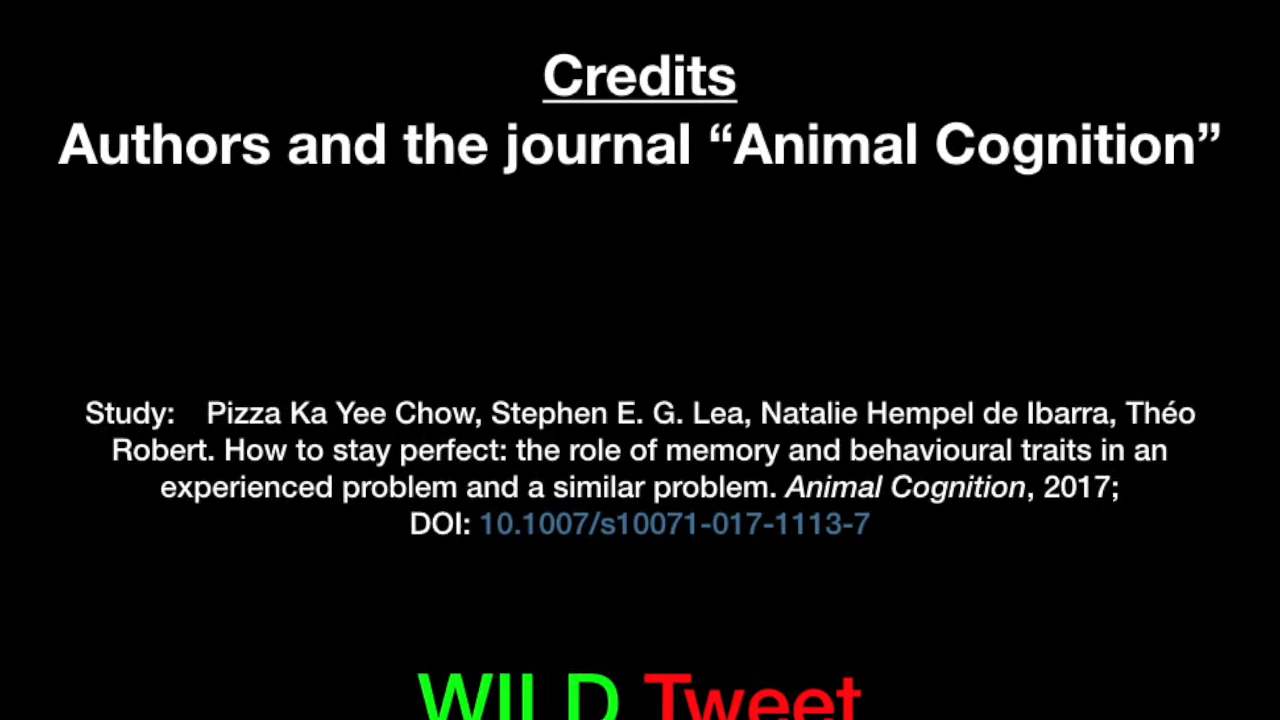 Credits
Authors and the journal “Animal Cognition”
Study: Pizza Ka Yee Chow, Stephen E. G. Lea, Natalie Hempel de Ibarra, Théo
Robert. How to stay perfect: the role of memory and behavioural traits in an
experienced problem and a similar problem. Animal Cognition, 2017;
DOI: 10.1007/s10071-017-1113-7
WILD Tweet